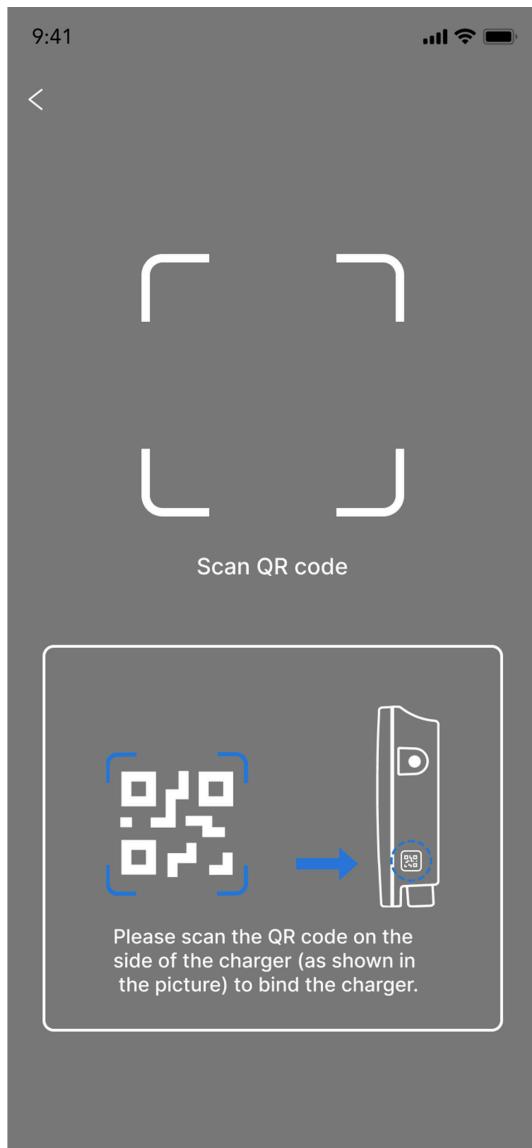 9:41
Scan QR code
Please scan the QR code on the
side of the charger (as shown in
the picture) to bind the charger.